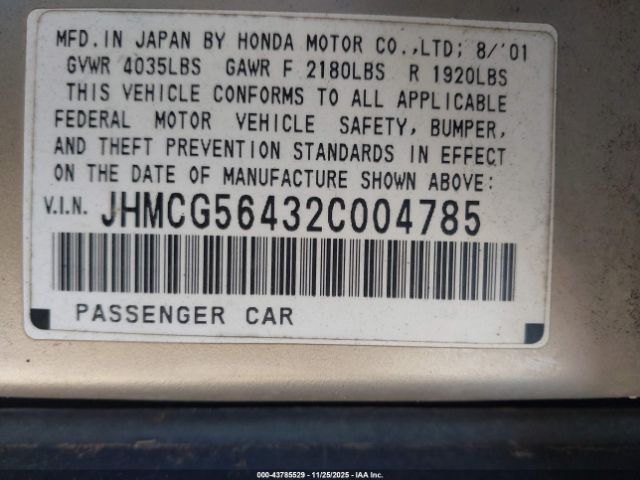 MFD. IN JAPAN BY HONDA MOTOR CO.,LTD; 8/'01
GVWR 4035LBS GAWR F 2180LBS R 1920LBS
THIS VEHICLE CONFORMS TO ALL APPLICABLE
FEDERAL MOTOR VEHICLE SAFETY, BUMPER,
AND THEFT PREVENTION STANDARDS IN EFFECT
ON THE DATE OF MANUFACTURE SHOWN ABOVE:
V.I.N. JHMCG56432C004785
PASSENGER CAR
000-43785529 - 11/25/2025 - IAA Inc.